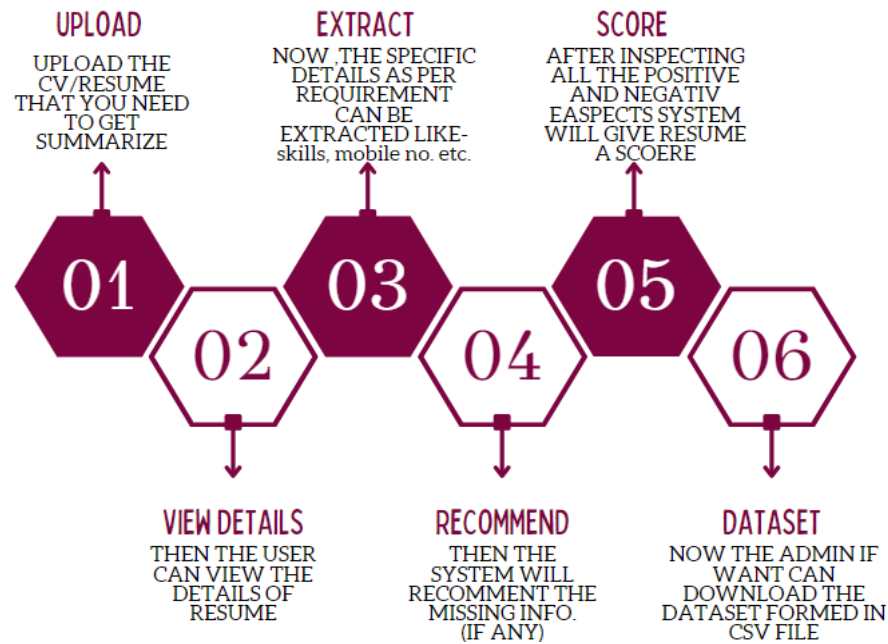 UPLOAD
UPLOAD THE
CV/RESUME
THAT YOU NEED
TO GET
SUMMARIZE
EXTRACT
NOW ,THE SPECIFIC
DETAILS AS PER
REQUIREMENT
CAN BE
EXTRACTED LIKE-
skills, mobile no. etc.
SCORE
AFTER INSPECTING
ALL THE POSITIVE
AND NEGATIV
EASPECTS SYSTEM
WILL GIVE RESUME
A SCOERE
01
02
03
04
05
06
VIEW DETAILS
THEN THE USER
CAN VIEW THE
DETAILS OF
RESUME
RECOMMEND
THEN THE
SYSTEM WILL
RECOMMENT THE
MISSING INFO.
(IF ANY)
DATASET
NOW THE ADMIN IF
WANT CAN
DOWNLOAD THE
DATASET FORMED IN
CSV FILE